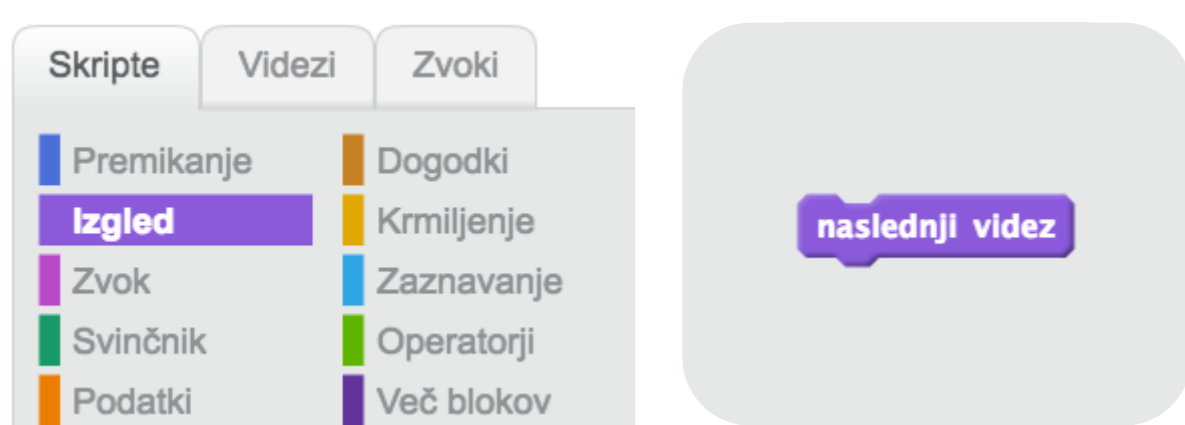 Skripte Videzi Zvoki
Premikanje Dogodki
Izgled Krmiljenje
Zvok Zaznavanje
Svinčnik Operatorji
Podatki Več blokov
naslednji videz